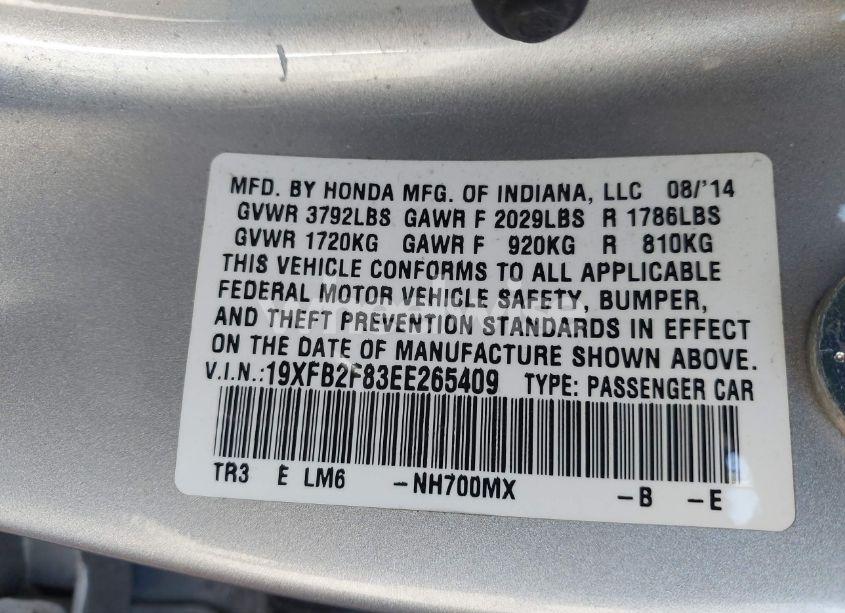 MFD. BY HONDA MFG. OF INDIANA, LLC 08/'14
GVWR 3792LBS GAWR F 2029LBS R 1786LBS
GVWR 1720KG GAWR F 920KG R 810KG
THIS VEHICLE CONFORMS TO ALL APPLICABLE
FEDERAL MOTOR VEHICLE SAFETY, BUMPER,
AND THEFT PREVENTION STANDARDS IN EFFECT
ON THE DATE OF MANUFACTURE SHOWN ABOVE.
V.I.N.:19XFB2F83EE265409 TYPE: PASSENGER CAR
TR3 E LM6 -NH700MX -B -E